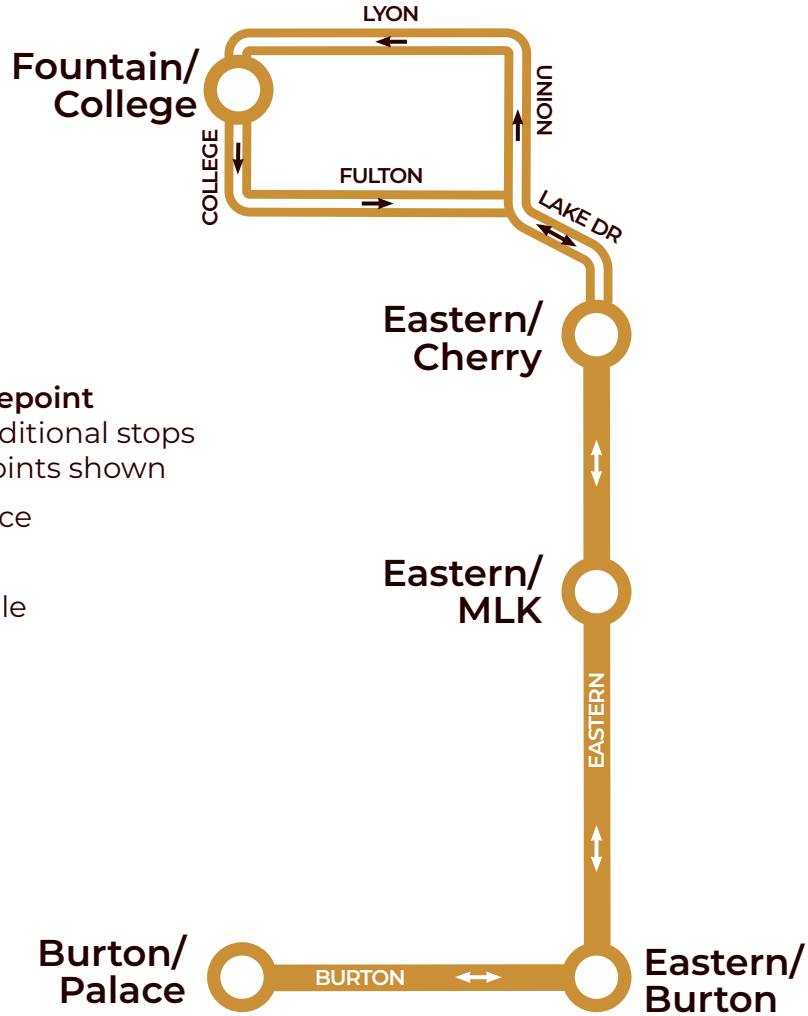 LYON
Fountain/
College
UNION
COLLEGE
FULTON
LAKE DR
Eastern/
Cherry
epoint
ditional stops
oints shown
ce
Eastern/
MLK
le
EASTERN
Burton/
Palace
BURTON
Eastern/
Burton